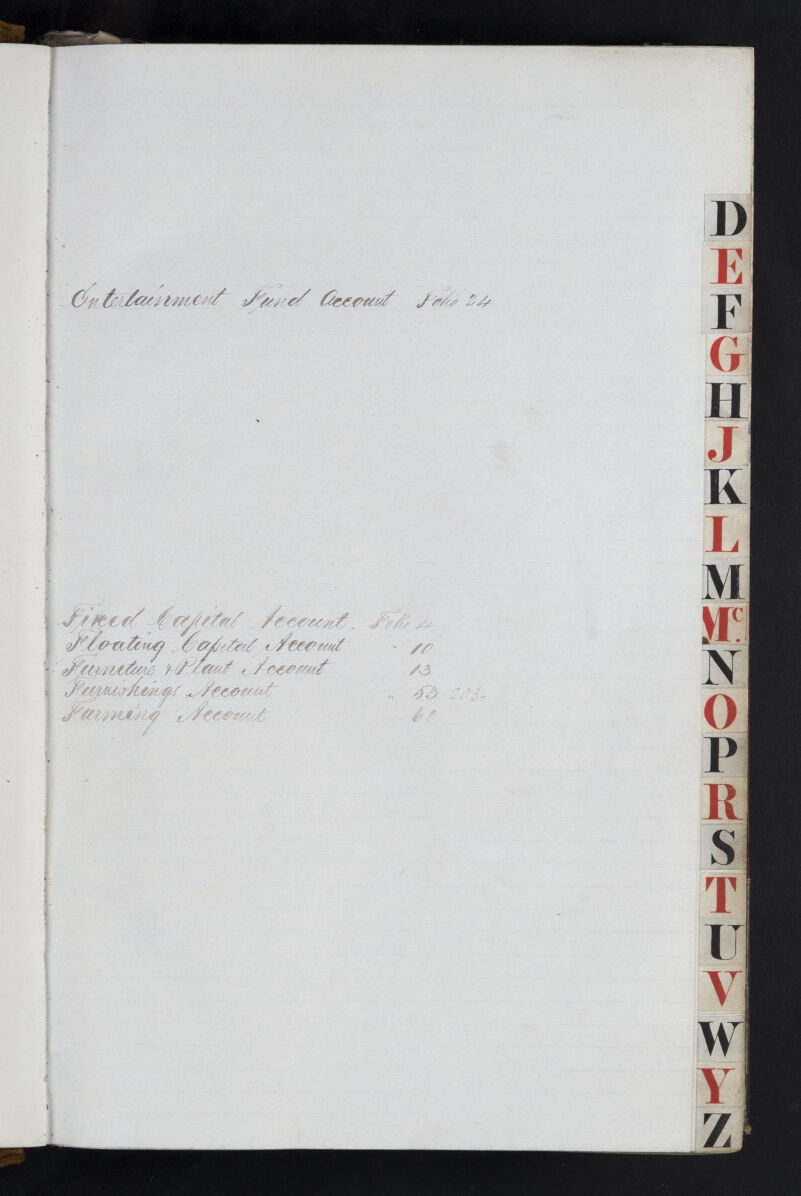 Entertainment Fund Account Folio 24
Fixed Capital Account. Folio 4
Floating Capital Account " 10
Furniture & Plant Account 13
Furnishings Account " 53-203-
Farming Account 60
D
E
F
G
H
J
K
L
M
Mc.
N
O
P
R
S
T
U
V
W
Y
Z